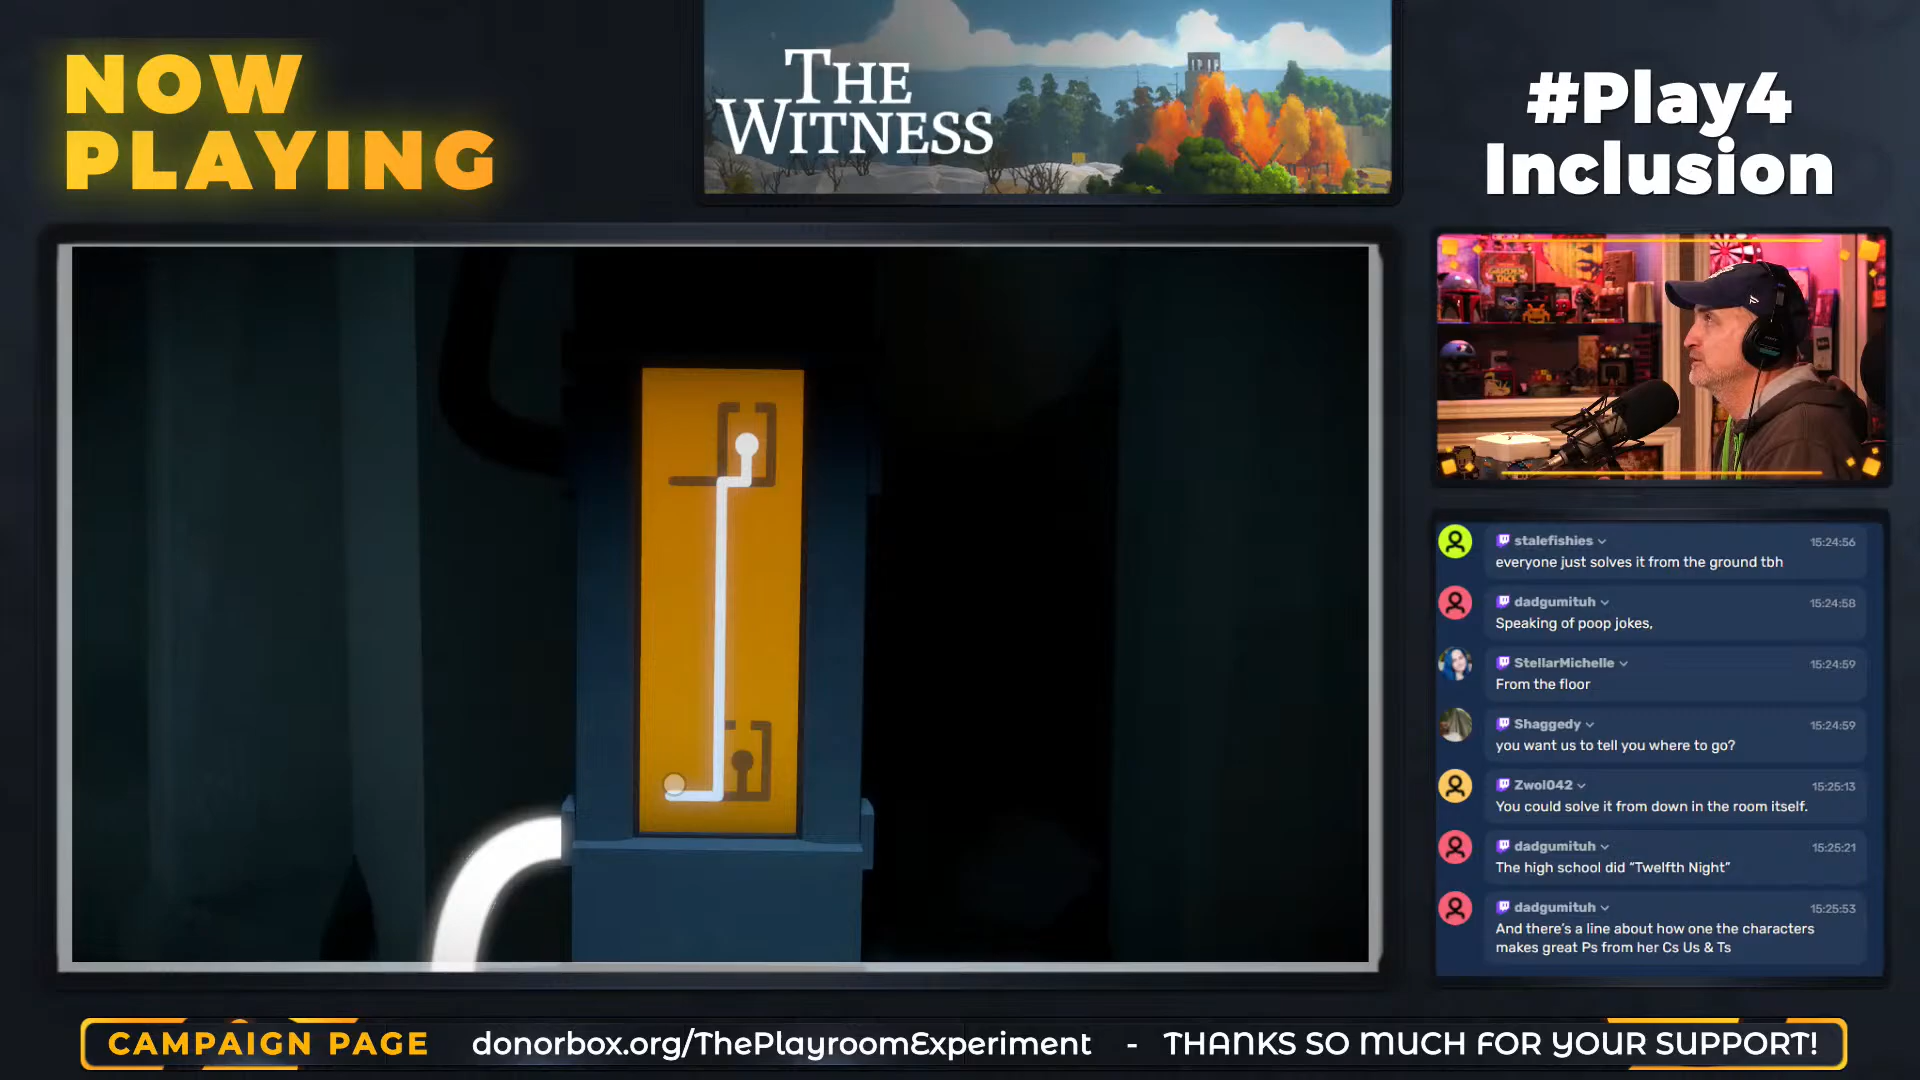 NOW
PLAYING
THE
WITNESS
#Play4
Inclusion
stalefishies 15:24:56
everyone just solves it from the ground tbh
dadgumituh 15:24:58
Speaking of poop jokes,
StellarMichelle 15:24:59
From the floor
Shaggedy 15:24:59
you want us to tell you where to go?
Zwol042 15:25:13
You could solve it from down in the room itself.
dadgumituh 15:25:21
The high school did “Twelfth Night”
dadgumituh 15:25:53
And there's a line about how one the characters
makes great Ps from her Cs Us & Ts
CAMPAIGN PAGE donorbox.org/ThePlayroomExperiment - THANKS SO MUCH FOR YOUR SUPPORT!